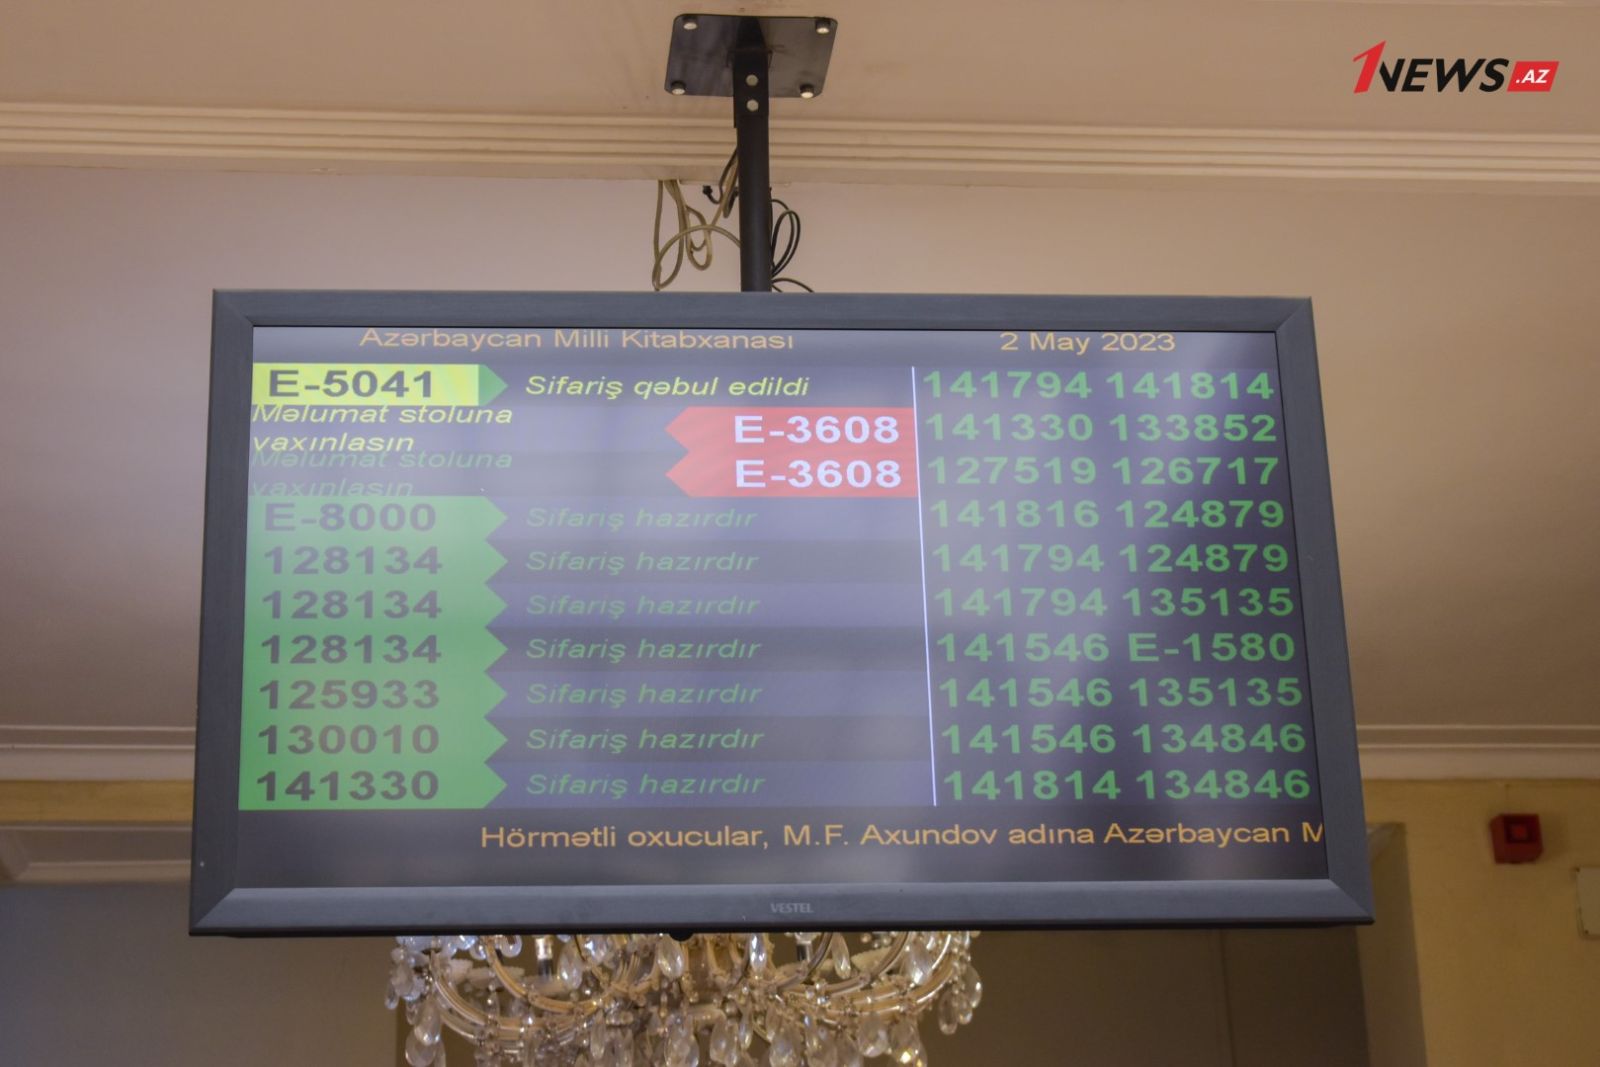 1NEWS.AZ
Azərbaycan Milli Kitabxanası 2 May 2023
E-5041 Sifariş qəbul edildi 141794 141814
Məlumat stoluna
yaxınlaşın E-3608 141330 133852
Məlumat stoluna
yaxınlaşın E-3608 127519 126717
E-8000 Sifariş hazırdır 141816 124879
128134 Sifariş hazırdır 141794 124879
128134 Sifariş hazırdır 141794 135135
128134 Sifariş hazırdır 141546 E-1580
125933 Sifariş hazırdır 141546 135135
130010 Sifariş hazırdır 141546 134846
141330 Sifariş hazırdır 141814 134846
Hörmətli oxucular, M.F. Axundov adına Azərbaycan M
VESTEL